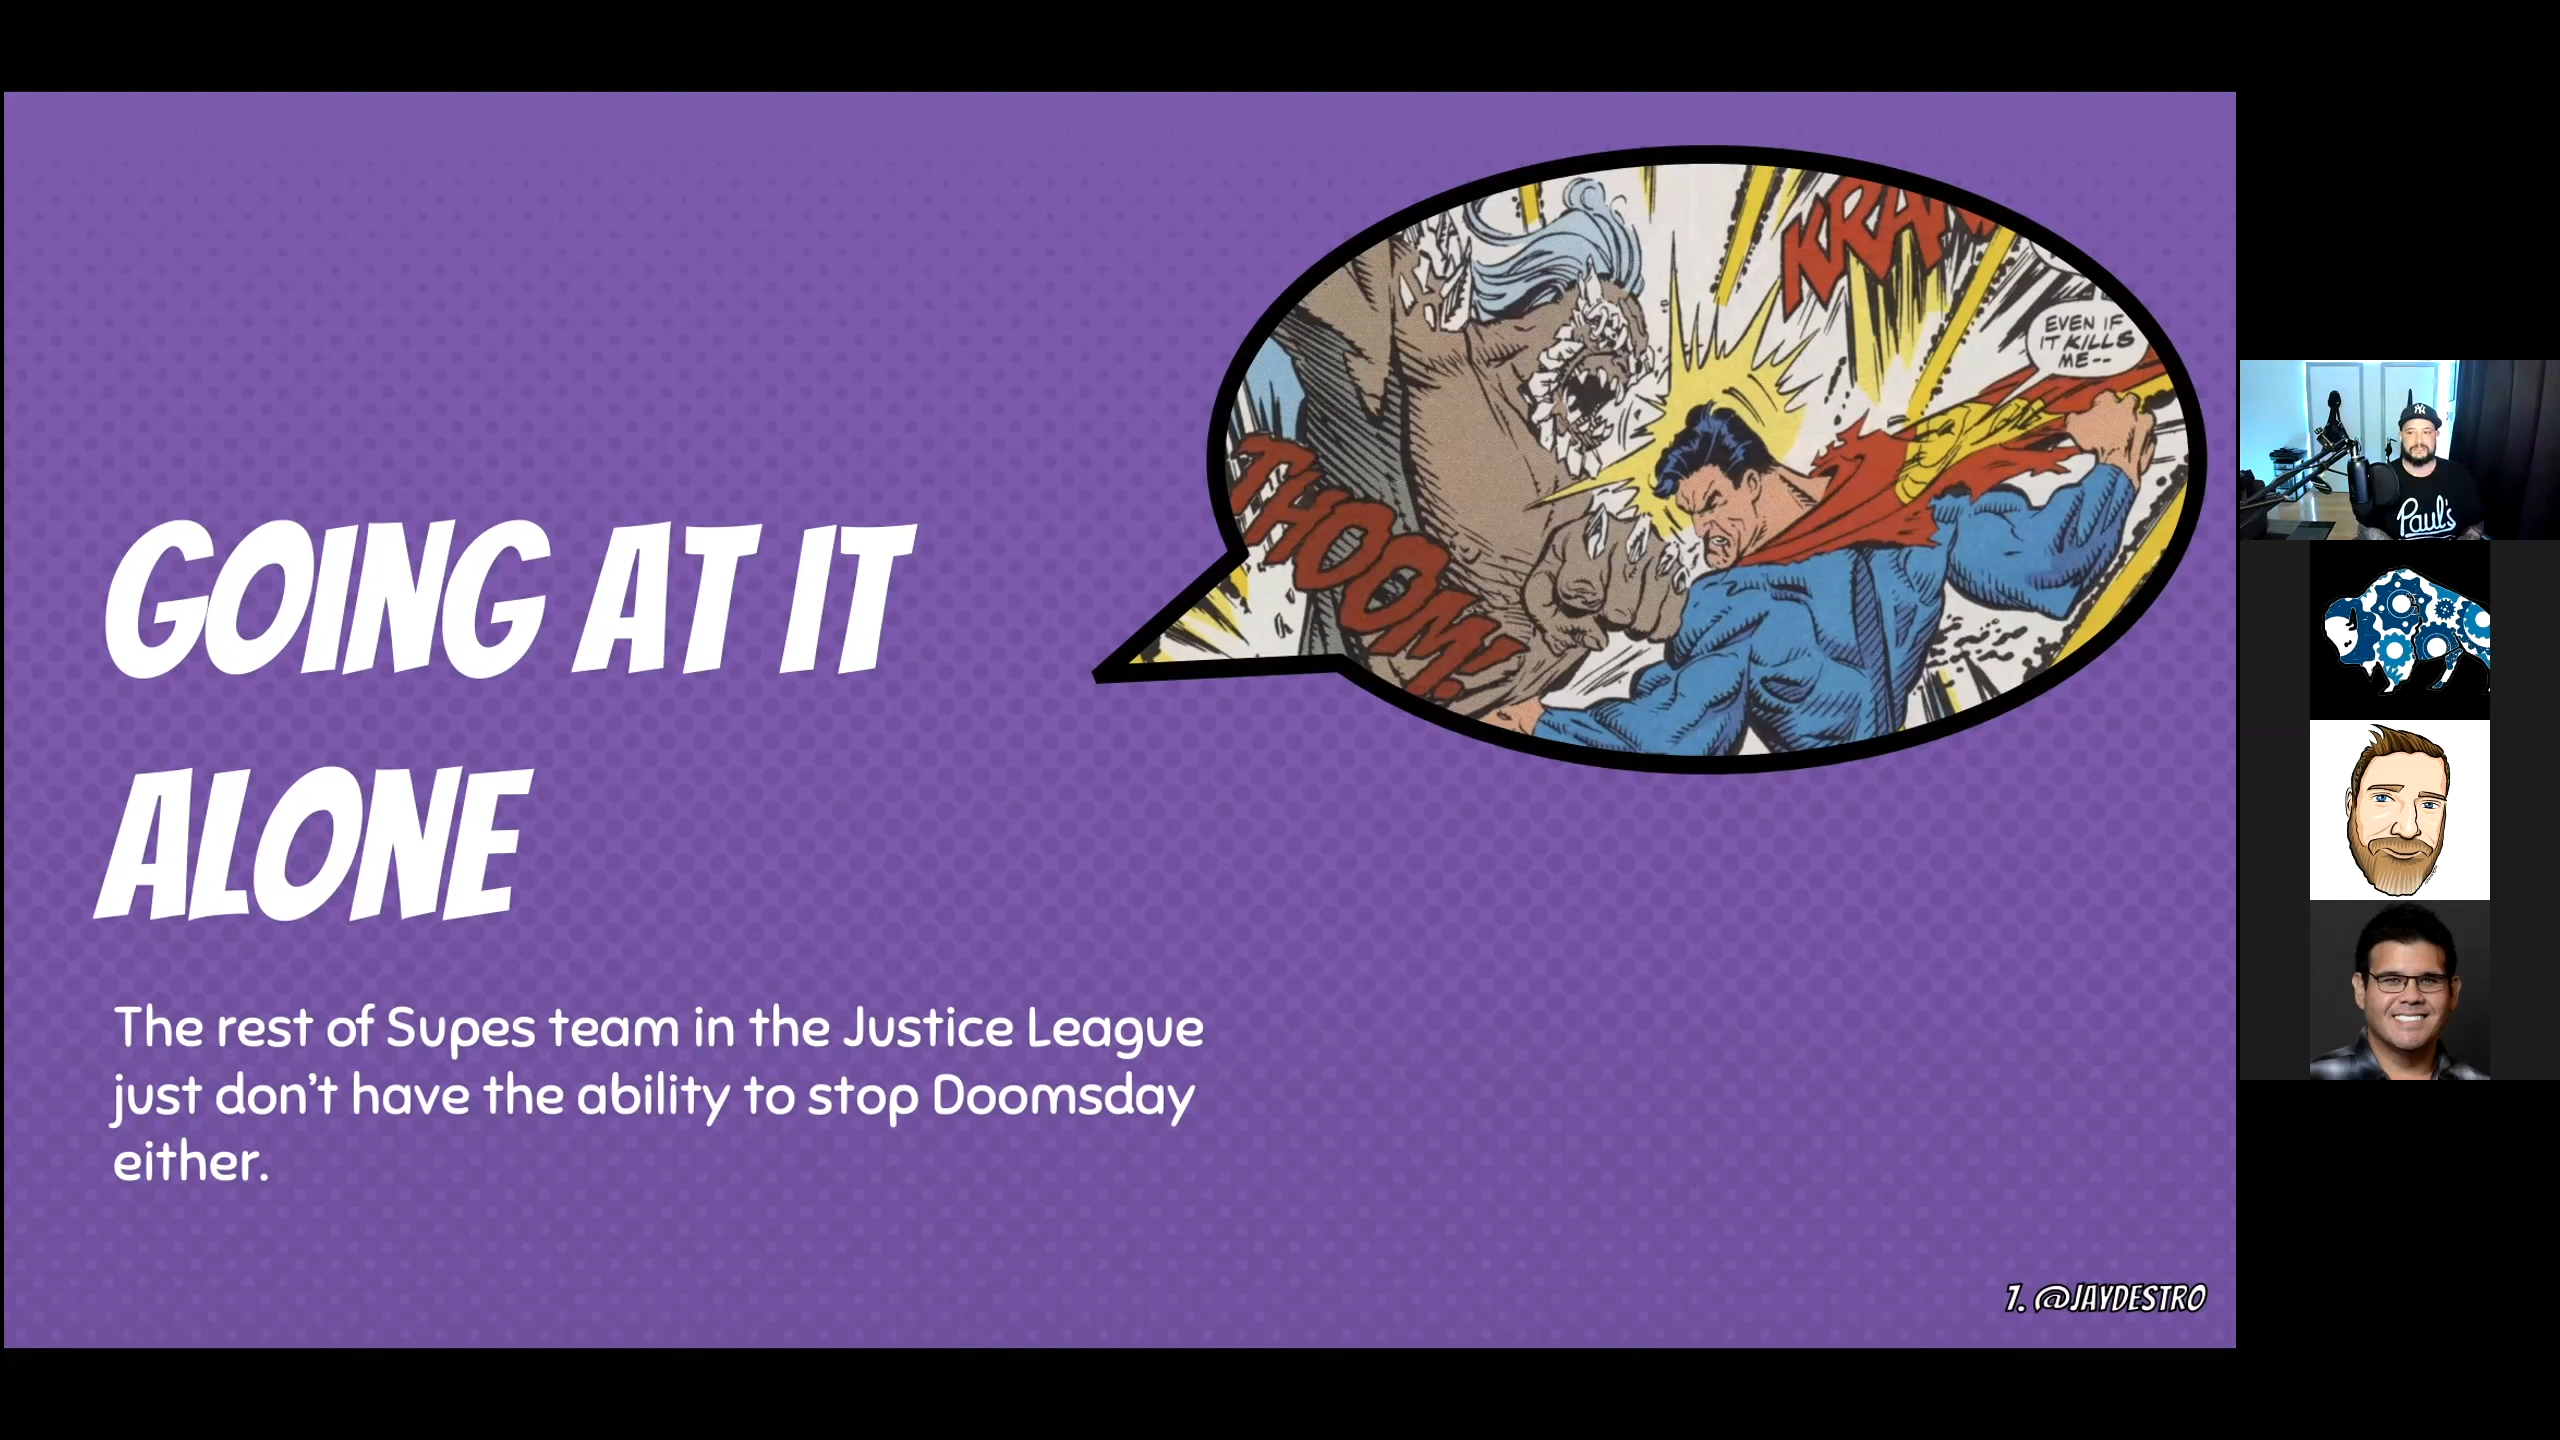 GOING AT IT
ALONE
The rest of Supes team in the Justice League
just don't have the ability to stop Doomsday
either.
THOOM!
EVEN IF
IT KILLS
ME--
NY
Paul's
7. @JAYDESTRO